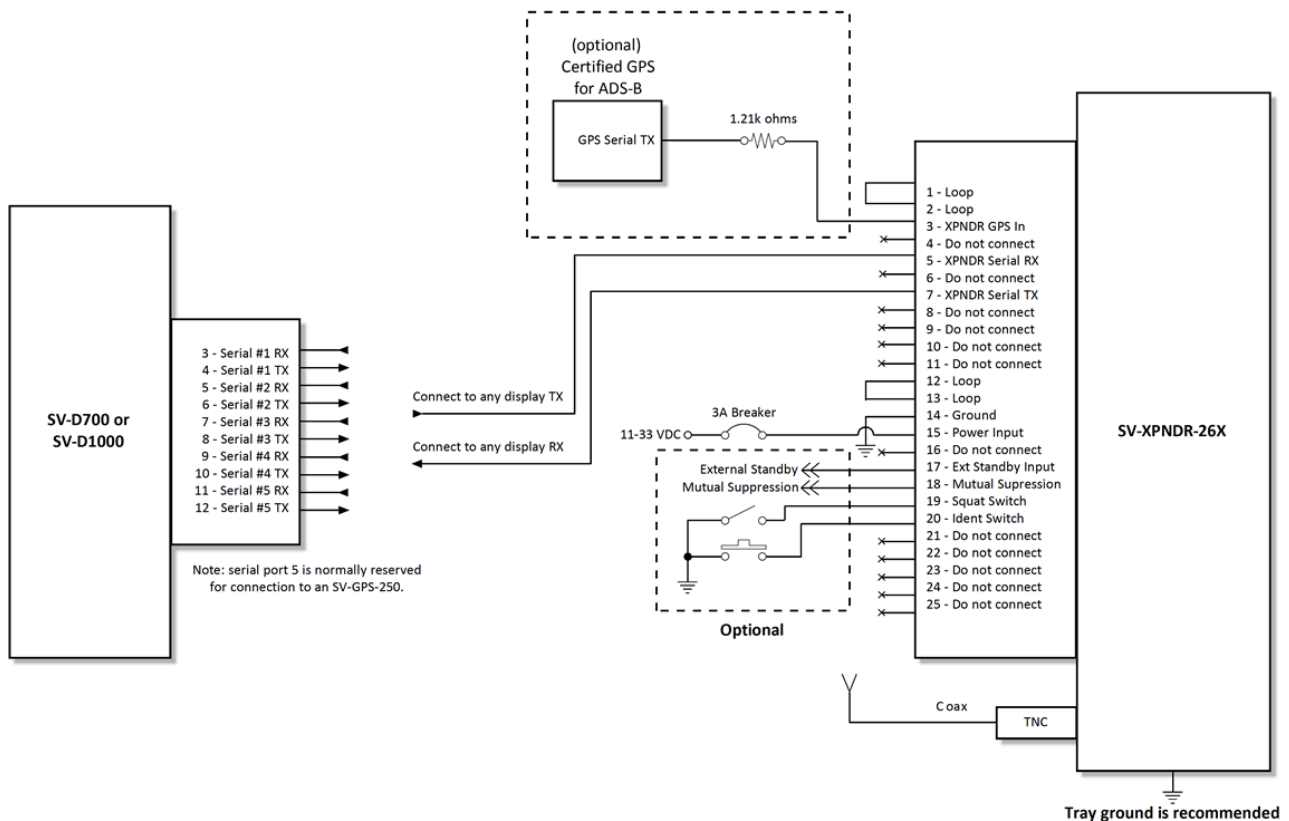 (optional)
Certified GPS
for ADS-B
GPS Serial TX
1.21k ohms
1 - Loop
2 - Loop
3 - XPNDR GPS In
4 - Do not connect
5 - XPNDR Serial RX
6 - Do not connect
7 - XPNDR Serial TX
8 - Do not connect
9 - Do not connect
10 - Do not connect
11 - Do not connect
12 - Loop
13 - Loop
14 - Ground
15 - Power Input
16 - Do not connect
17 - Ext Standby Input
18 - Mutual Supression
19 - Squat Switch
20 - Ident Switch
21 - Do not connect
22 - Do not connect
23 - Do not connect
24 - Do not connect
25 - Do not connect
SV-XPNDR-26X
SV-D700 or
SV-D1000
3 - Serial #1 RX
4 - Serial #1 TX
5 - Serial #2 RX
6 - Serial #2 TX
7 - Serial #3 RX
8 - Serial #3 TX
9 - Serial #4 RX
10 - Serial #4 TX
11 - Serial #5 RX
12 - Serial #5 TX
Note: serial port 5 is normally reserved
for connection to an SV-GPS-250.
Connect to any display TX
Connect to any display RX
3A Breaker
11-33 VDC
External Standby
Mutual Suppression
Optional
Coax
TNC
Tray ground is recommended